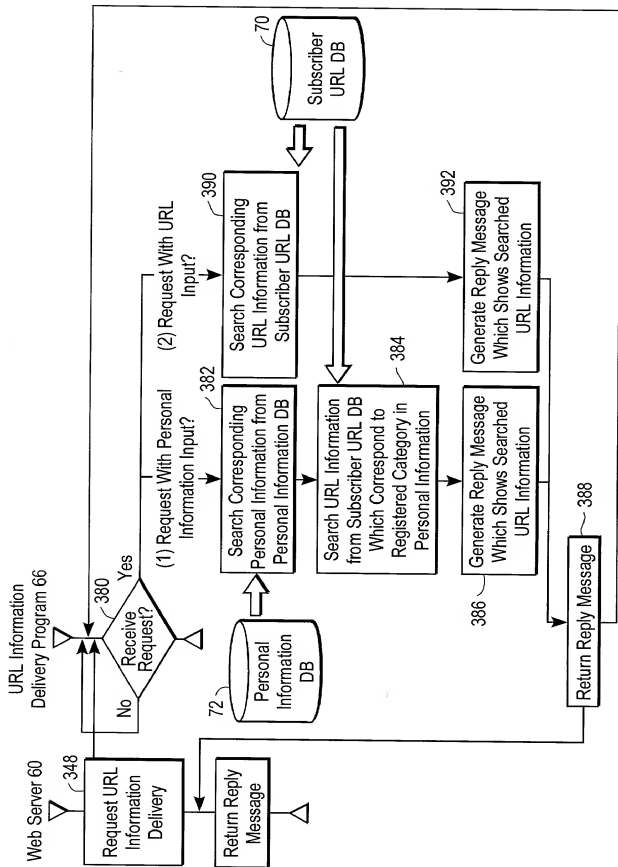 Web Server 60
348
Request URL
Information
Delivery
Return Reply
Message
URL Information
Delivery Program 66
380
Receive
Request?
No
Yes
(1) Request With Personal
Information Input?
(2) Request With URL
Input?
72
Personal
Information
DB
382
Search Corresponding
Personal Information from
Personal Information DB
390
Search Corresponding
URL Information from
Subscriber URL DB
70
Subscriber
URL DB
384
Search URL Information
from Subscriber URL DB
Which Correspond to
Registered Category in
Personal Information
386
Generate Reply Message
Which Shows Searched
URL Information
392
Generate Reply Message
Which Shows Searched
URL Information
388
Return Reply Message